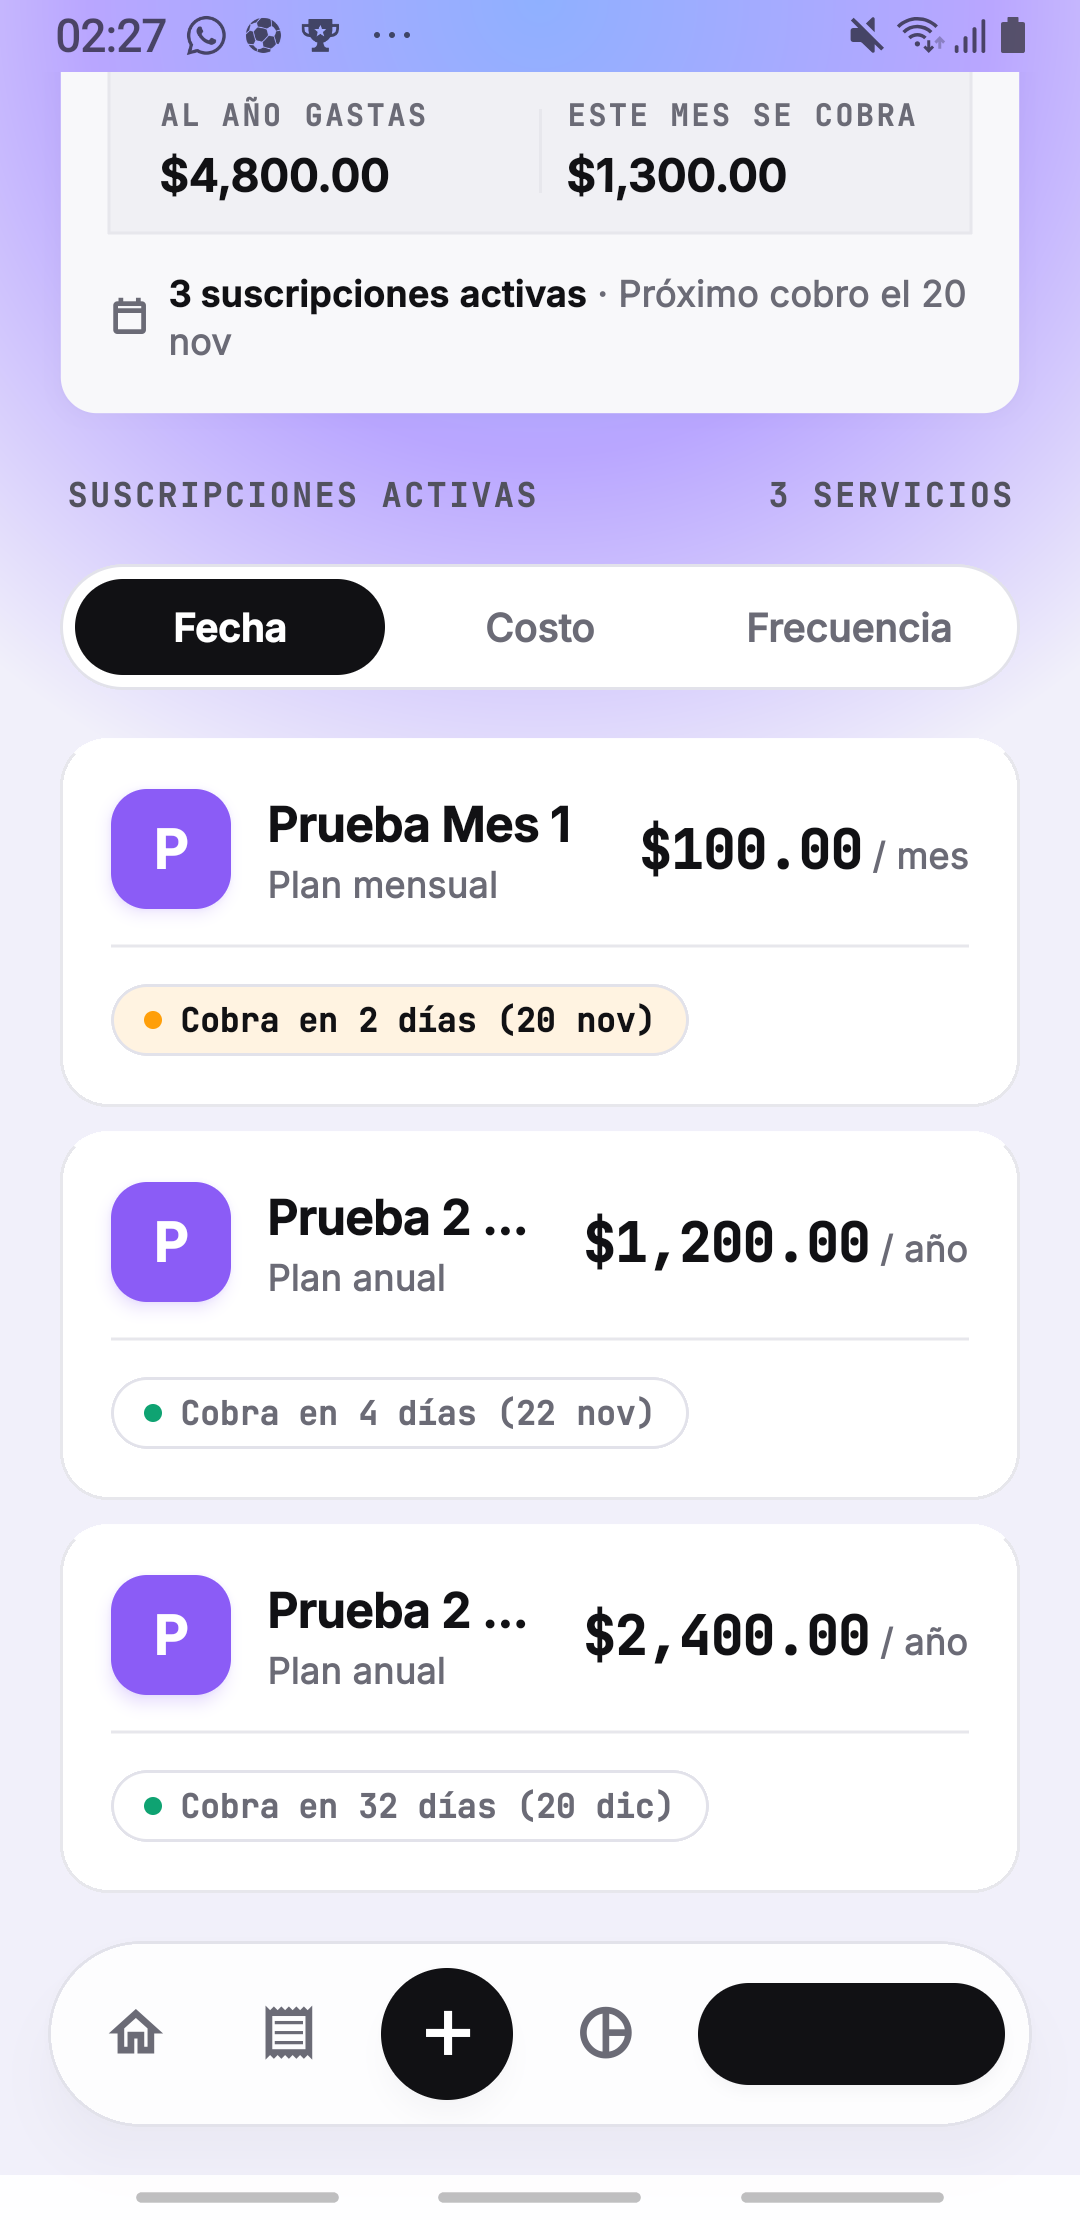 02:27
AL AÑO GASTAS
$4,800.00
ESTE MES SE COBRA
$1,300.00
3 suscripciones activas · Próximo cobro el 20
nov
SUSCRIPCIONES ACTIVAS
3 SERVICIOS
Fecha
Costo
Frecuencia
P
Prueba Mes 1
Plan mensual
$100.00 / mes
Cobra en 2 días (20 nov)
P
Prueba 2 ...
Plan anual
$1,200.00 / año
Cobra en 4 días (22 nov)
P
Prueba 2 ...
Plan anual
$2,400.00 / año
Cobra en 32 días (20 dic)